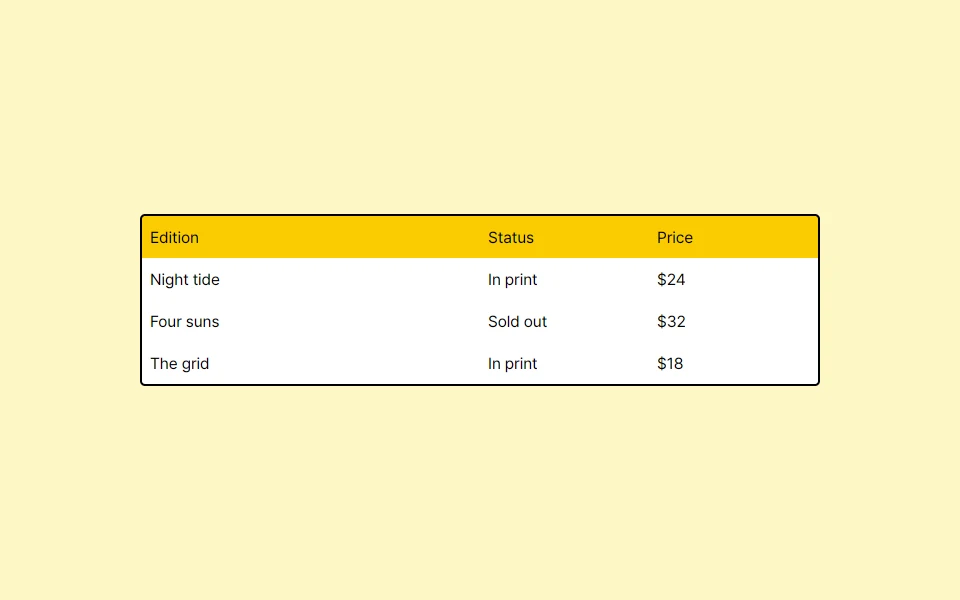 Edition Status Price
Night tide In print $24
Four suns Sold out $32
The grid In print $18